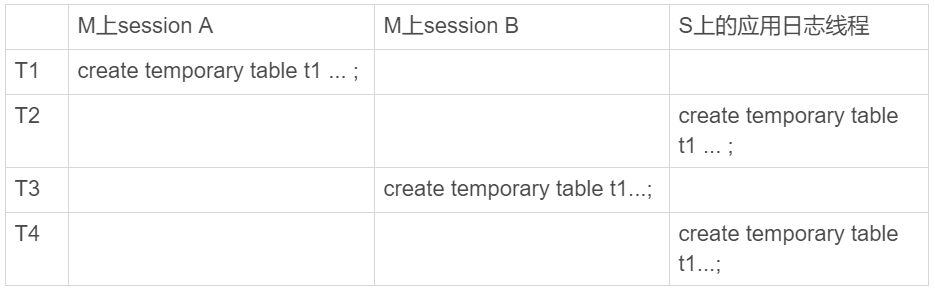 M上session A
M上session B
S上的应用日志线程
T1
create temporary table t1 ... ;
T2
create temporary table
t1 ... ;
T3
create temporary table t1...;
T4
create temporary table
t1...;